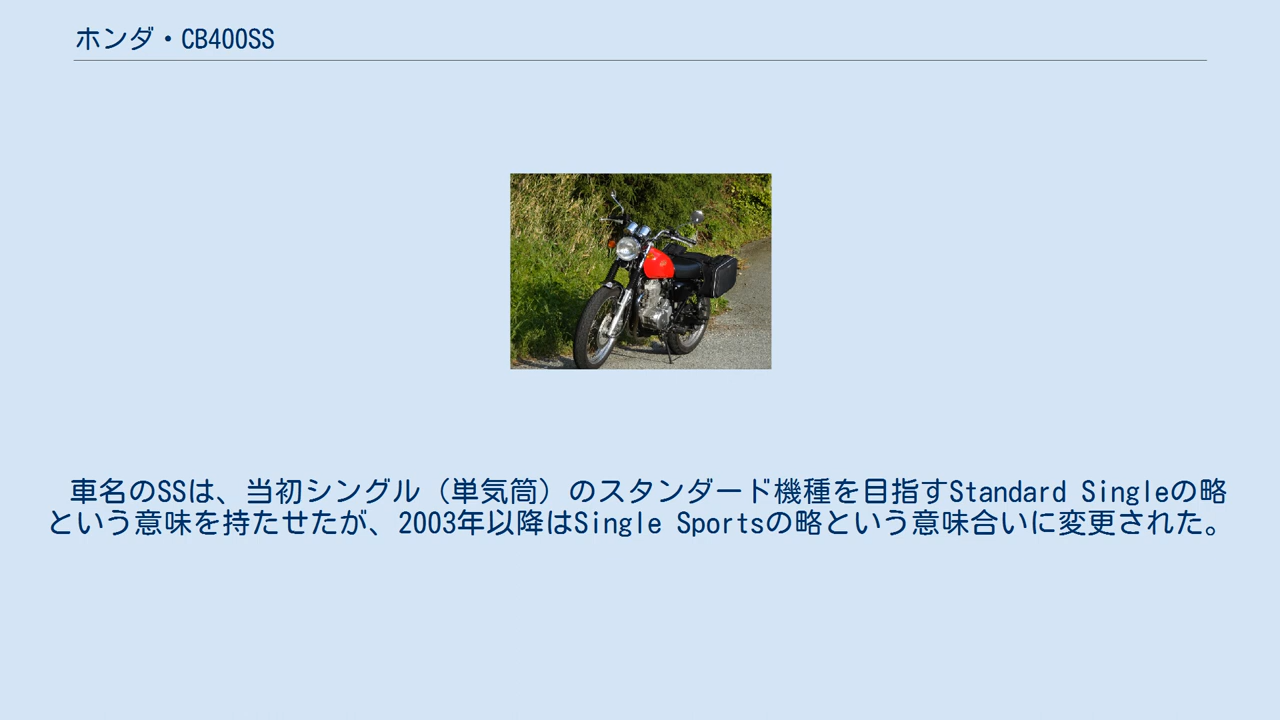 ホンダ・CB400SS
車名のSSは、当初シングル（単気筒）のスタンダード機種を目指すStandard Singleの略
という意味を持たせたが、2003年以降はSingle Sportsの略という意味合いに変更された。